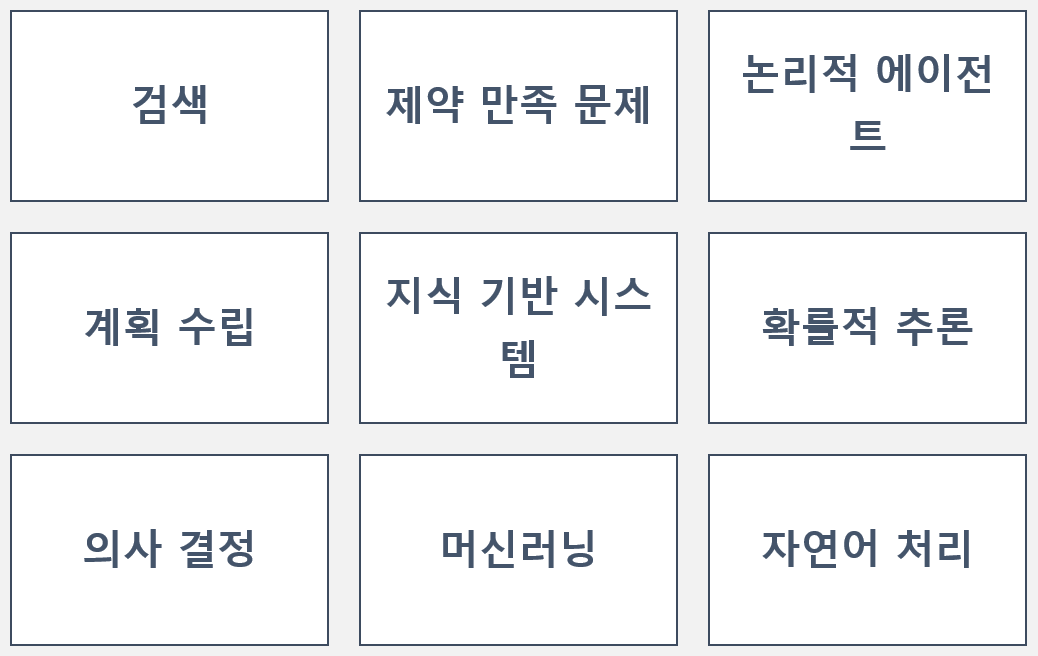 검색
제약 만족 문제
논리적 에이전
트
계획 수립
지식 기반 시스
템
확률적 추론
의사 결정
머신러닝
자연어 처리